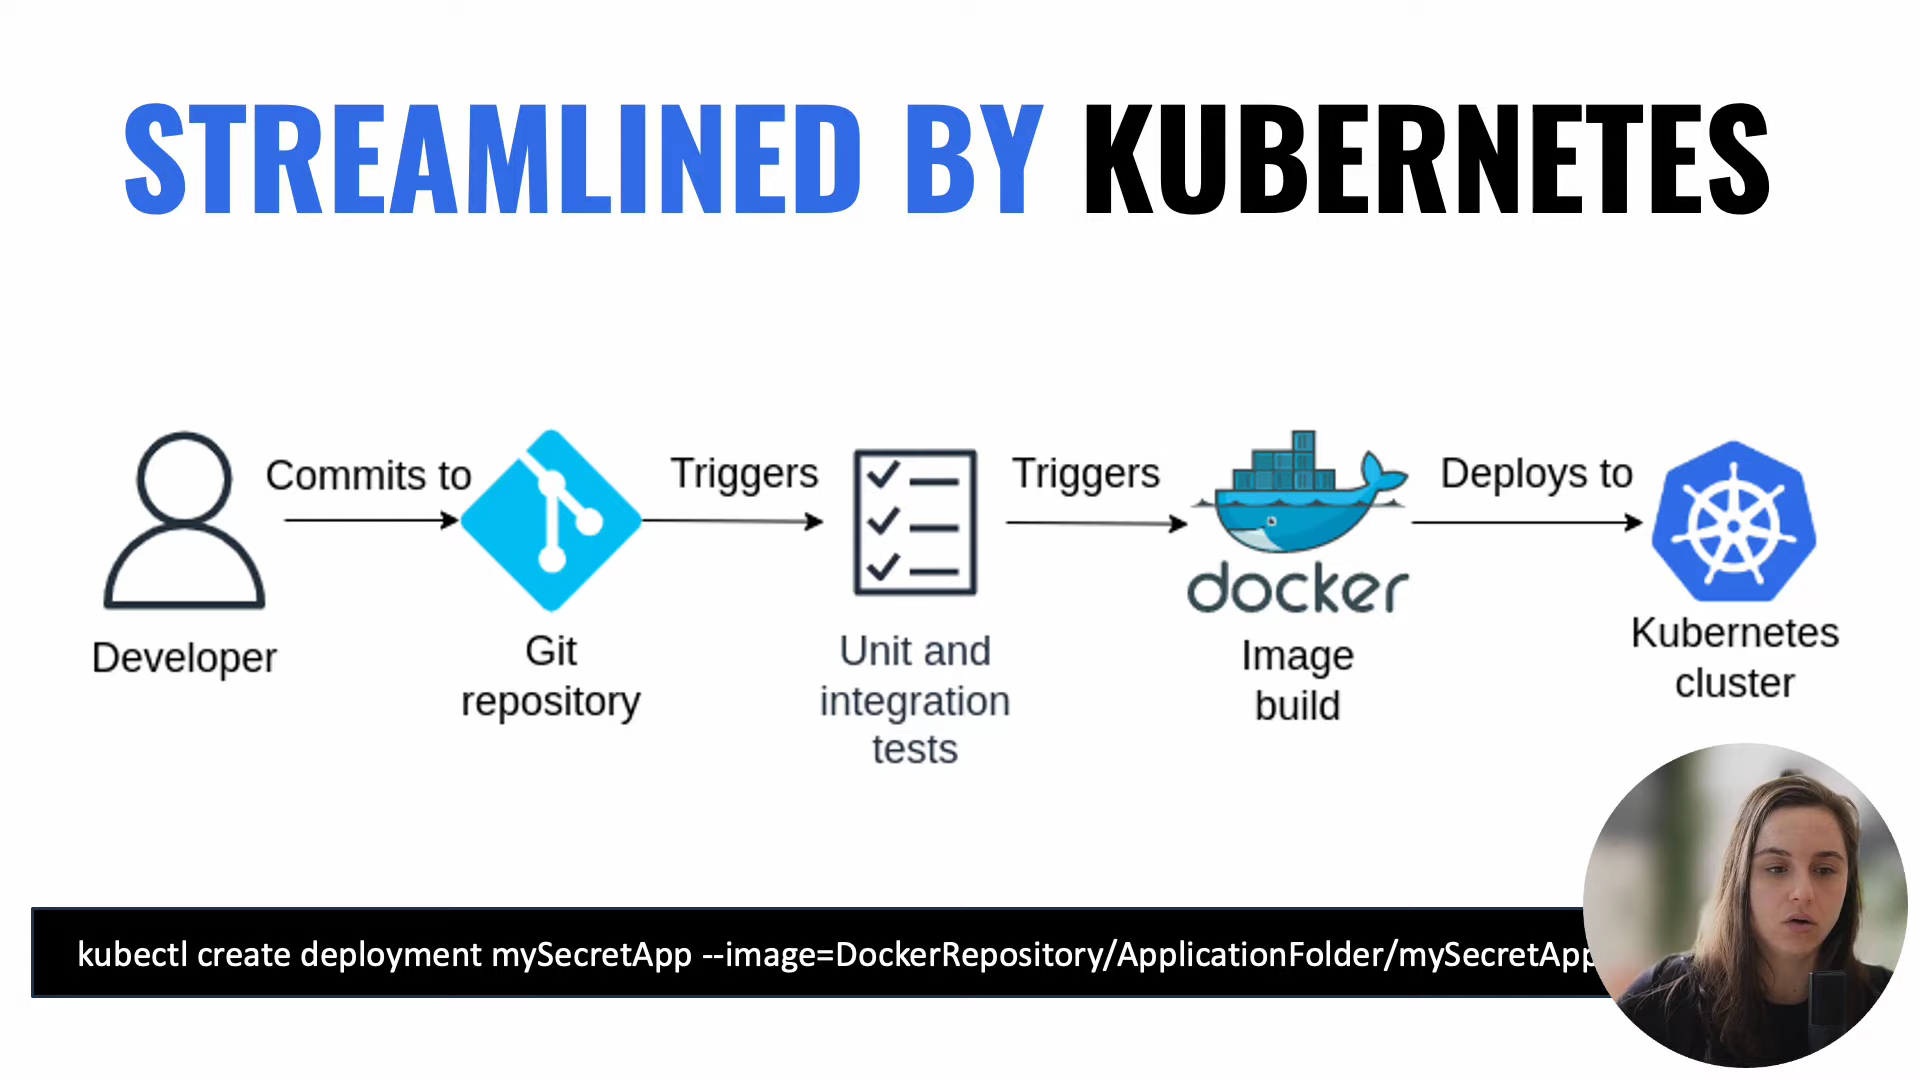 STREAMLINED BY KUBERNETES
Commits to
Triggers
Triggers
Deploys to
docker
Developer
Git
repository
Unit and
integration
tests
Image
build
Kubernetes
cluster
kubectl create deployment mySecretApp --image=DockerRepository/ApplicationFolder/mySecretApp